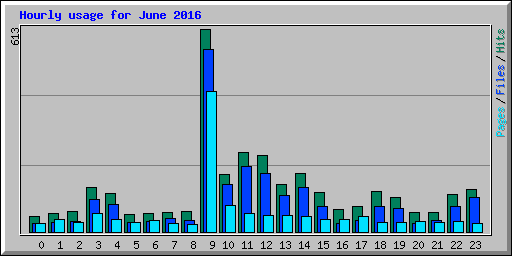 Hourly usage for June 2016
613
Pages/Files/Hits
0 1 2 3 4 5 6 7 8 9 10 11 12 13 14 15 16 17 18 19 20 21 22 23